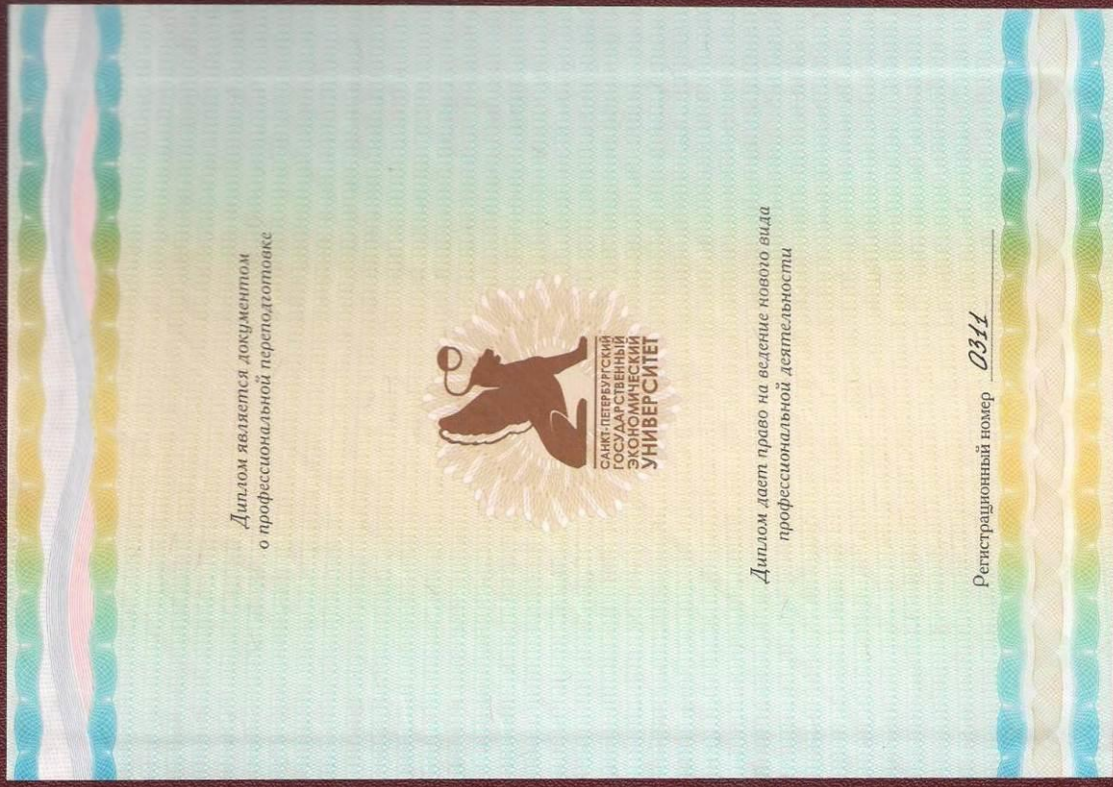 Диплом является документом
о профессиональной переподготовке
САНКТ-ПЕТЕРБУРГСКИЙ
ГОСУДАРСТВЕННЫЙ
ЭКОНОМИЧЕСКИЙ
УНИВЕРСИТЕТ
Диплом дает право на ведение нового вида
профессиональной деятельности
Регистрационный номер 0311